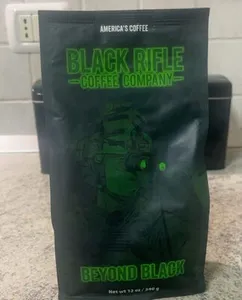 AMERICA'S COFFEE
BLACK RIFLE
COFFEE COMPANY
BEYOND BLACK
Net wt 12 oz / 340 g